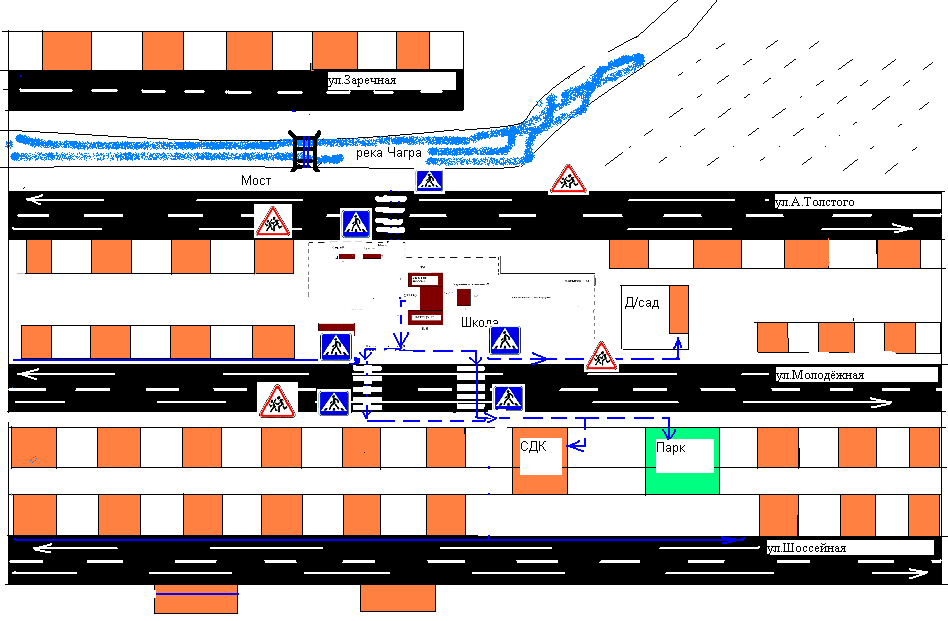 ул.Заречная
река Чагра
Мост
ул.А.Толстого
Д/сад
Школа
ул.Молодёжная
СДК
Парк
ул.Шоссейная